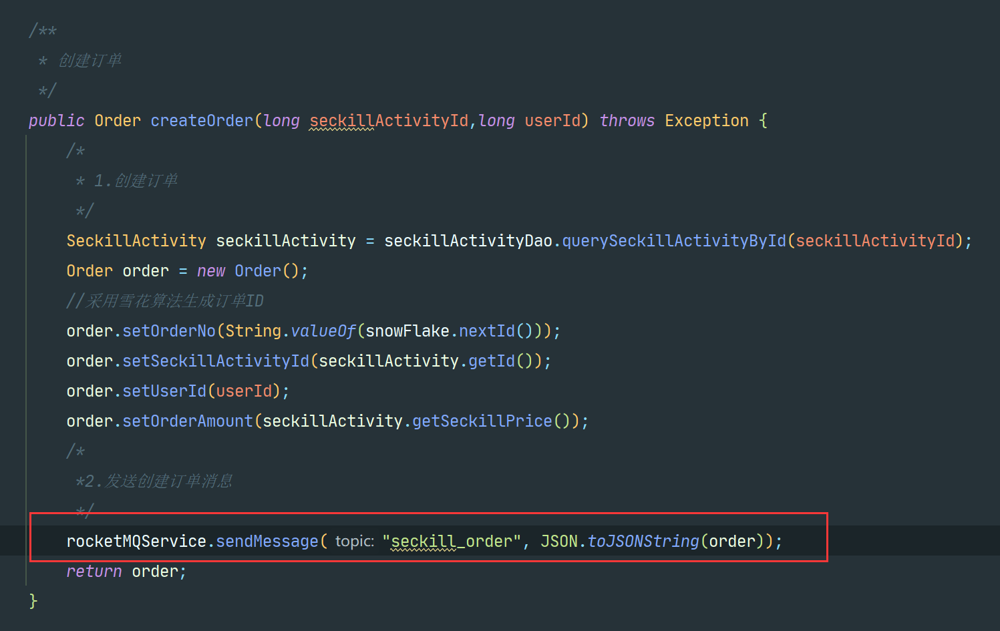 /**
* 创建订单
*/
public Order createOrder(long seckillActivityId,long userId) throws Exception {
/*
* 1.创建订单
*/
SeckillActivity seckillActivity = seckillActivityDao.querySeckillActivityById(seckillActivityId);
Order order = new Order();
//采用雪花算法生成订单ID
order.setOrderNo(String.valueOf(snowFlake.nextId()));
order.setSeckillActivityId(seckillActivity.getId());
order.setUserId(userId);
order.setOrderAmount(seckillActivity.getSeckillPrice());
/*
*2.发送创建订单消息
*/
rocketMQService.sendMessage( topic: "seckill_order", JSON.toJSONString(order));
return order;
}